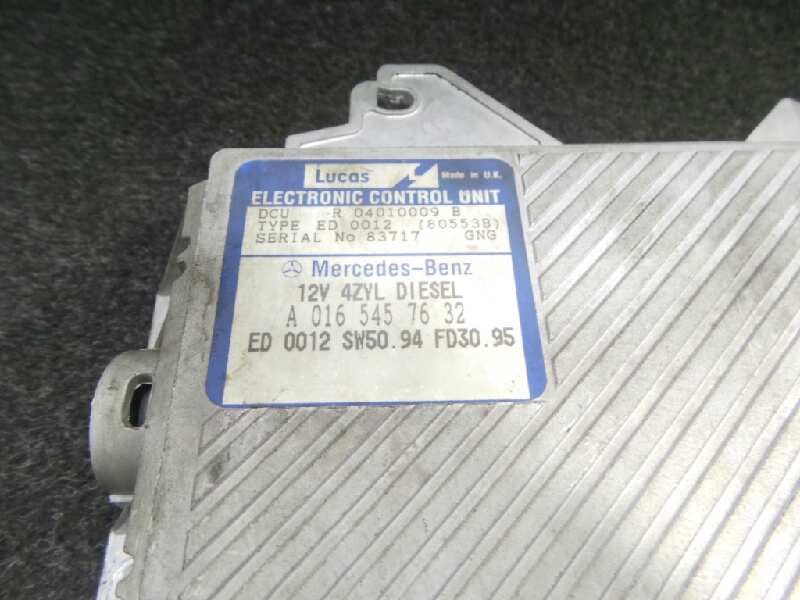 Lucas Made in U.K.
ELECTRONIC CONTROL UNIT
DCU R 04010009 B
TYPE ED 0012 (80553B)
SERIAL No 83717 GNG
Mercedes-Benz
12V 4ZYL DIESEL
A 016 545 76 32
ED 0012 SW50.94 FD30.95